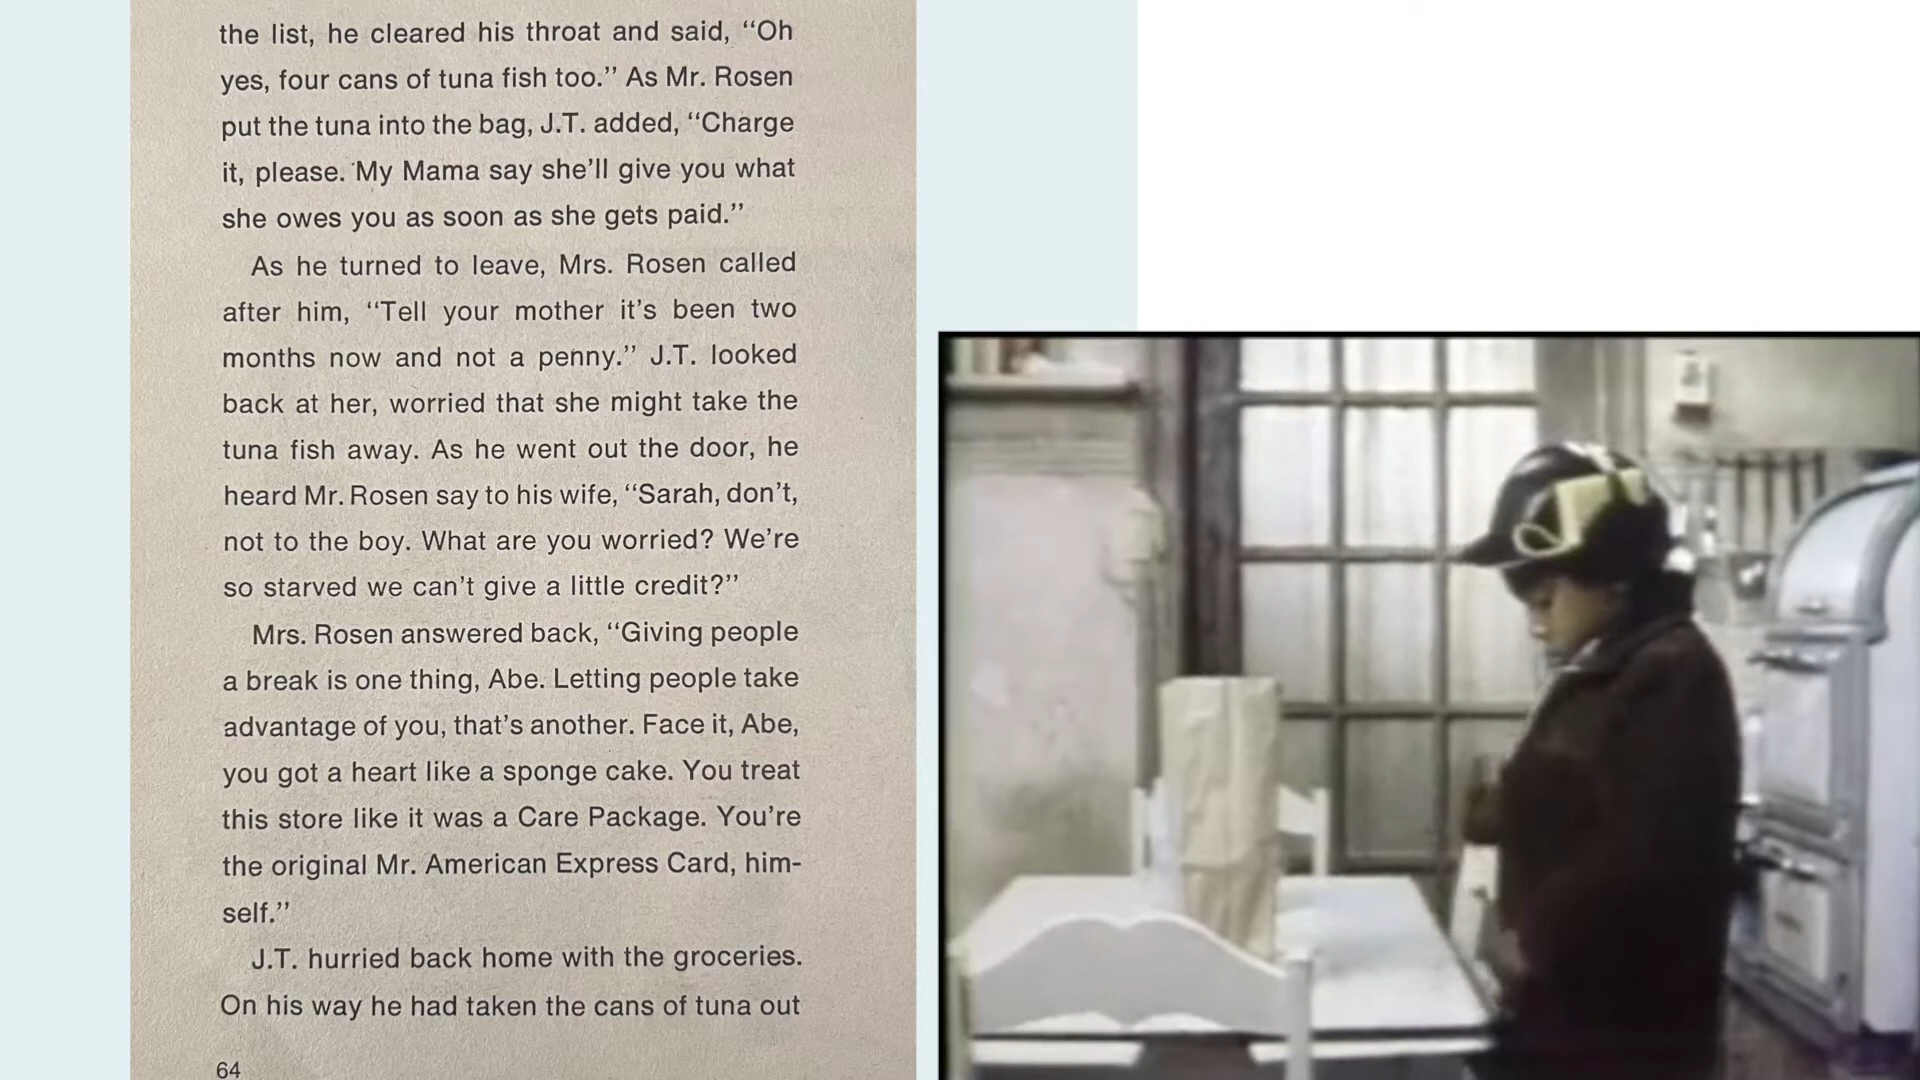 the list, he cleared his throat and said, “Oh
yes, four cans of tuna fish too.” As Mr. Rosen
put the tuna into the bag, J.T. added, “Charge
it, please. My Mama say she’ll give you what
she owes you as soon as she gets paid.”
As he turned to leave, Mrs. Rosen called
after him, “Tell your mother it’s been two
months now and not a penny.” J.T. looked
back at her, worried that she might take the
tuna fish away. As he went out the door, he
heard Mr. Rosen say to his wife, “Sarah, don’t,
not to the boy. What are you worried? We’re
so starved we can’t give a little credit?”
Mrs. Rosen answered back, “Giving people
a break is one thing, Abe. Letting people take
advantage of you, that’s another. Face it, Abe,
you got a heart like a sponge cake. You treat
this store like it was a Care Package. You’re
the original Mr. American Express Card, him-
self.”
J.T. hurried back home with the groceries.
On his way he had taken the cans of tuna out
64